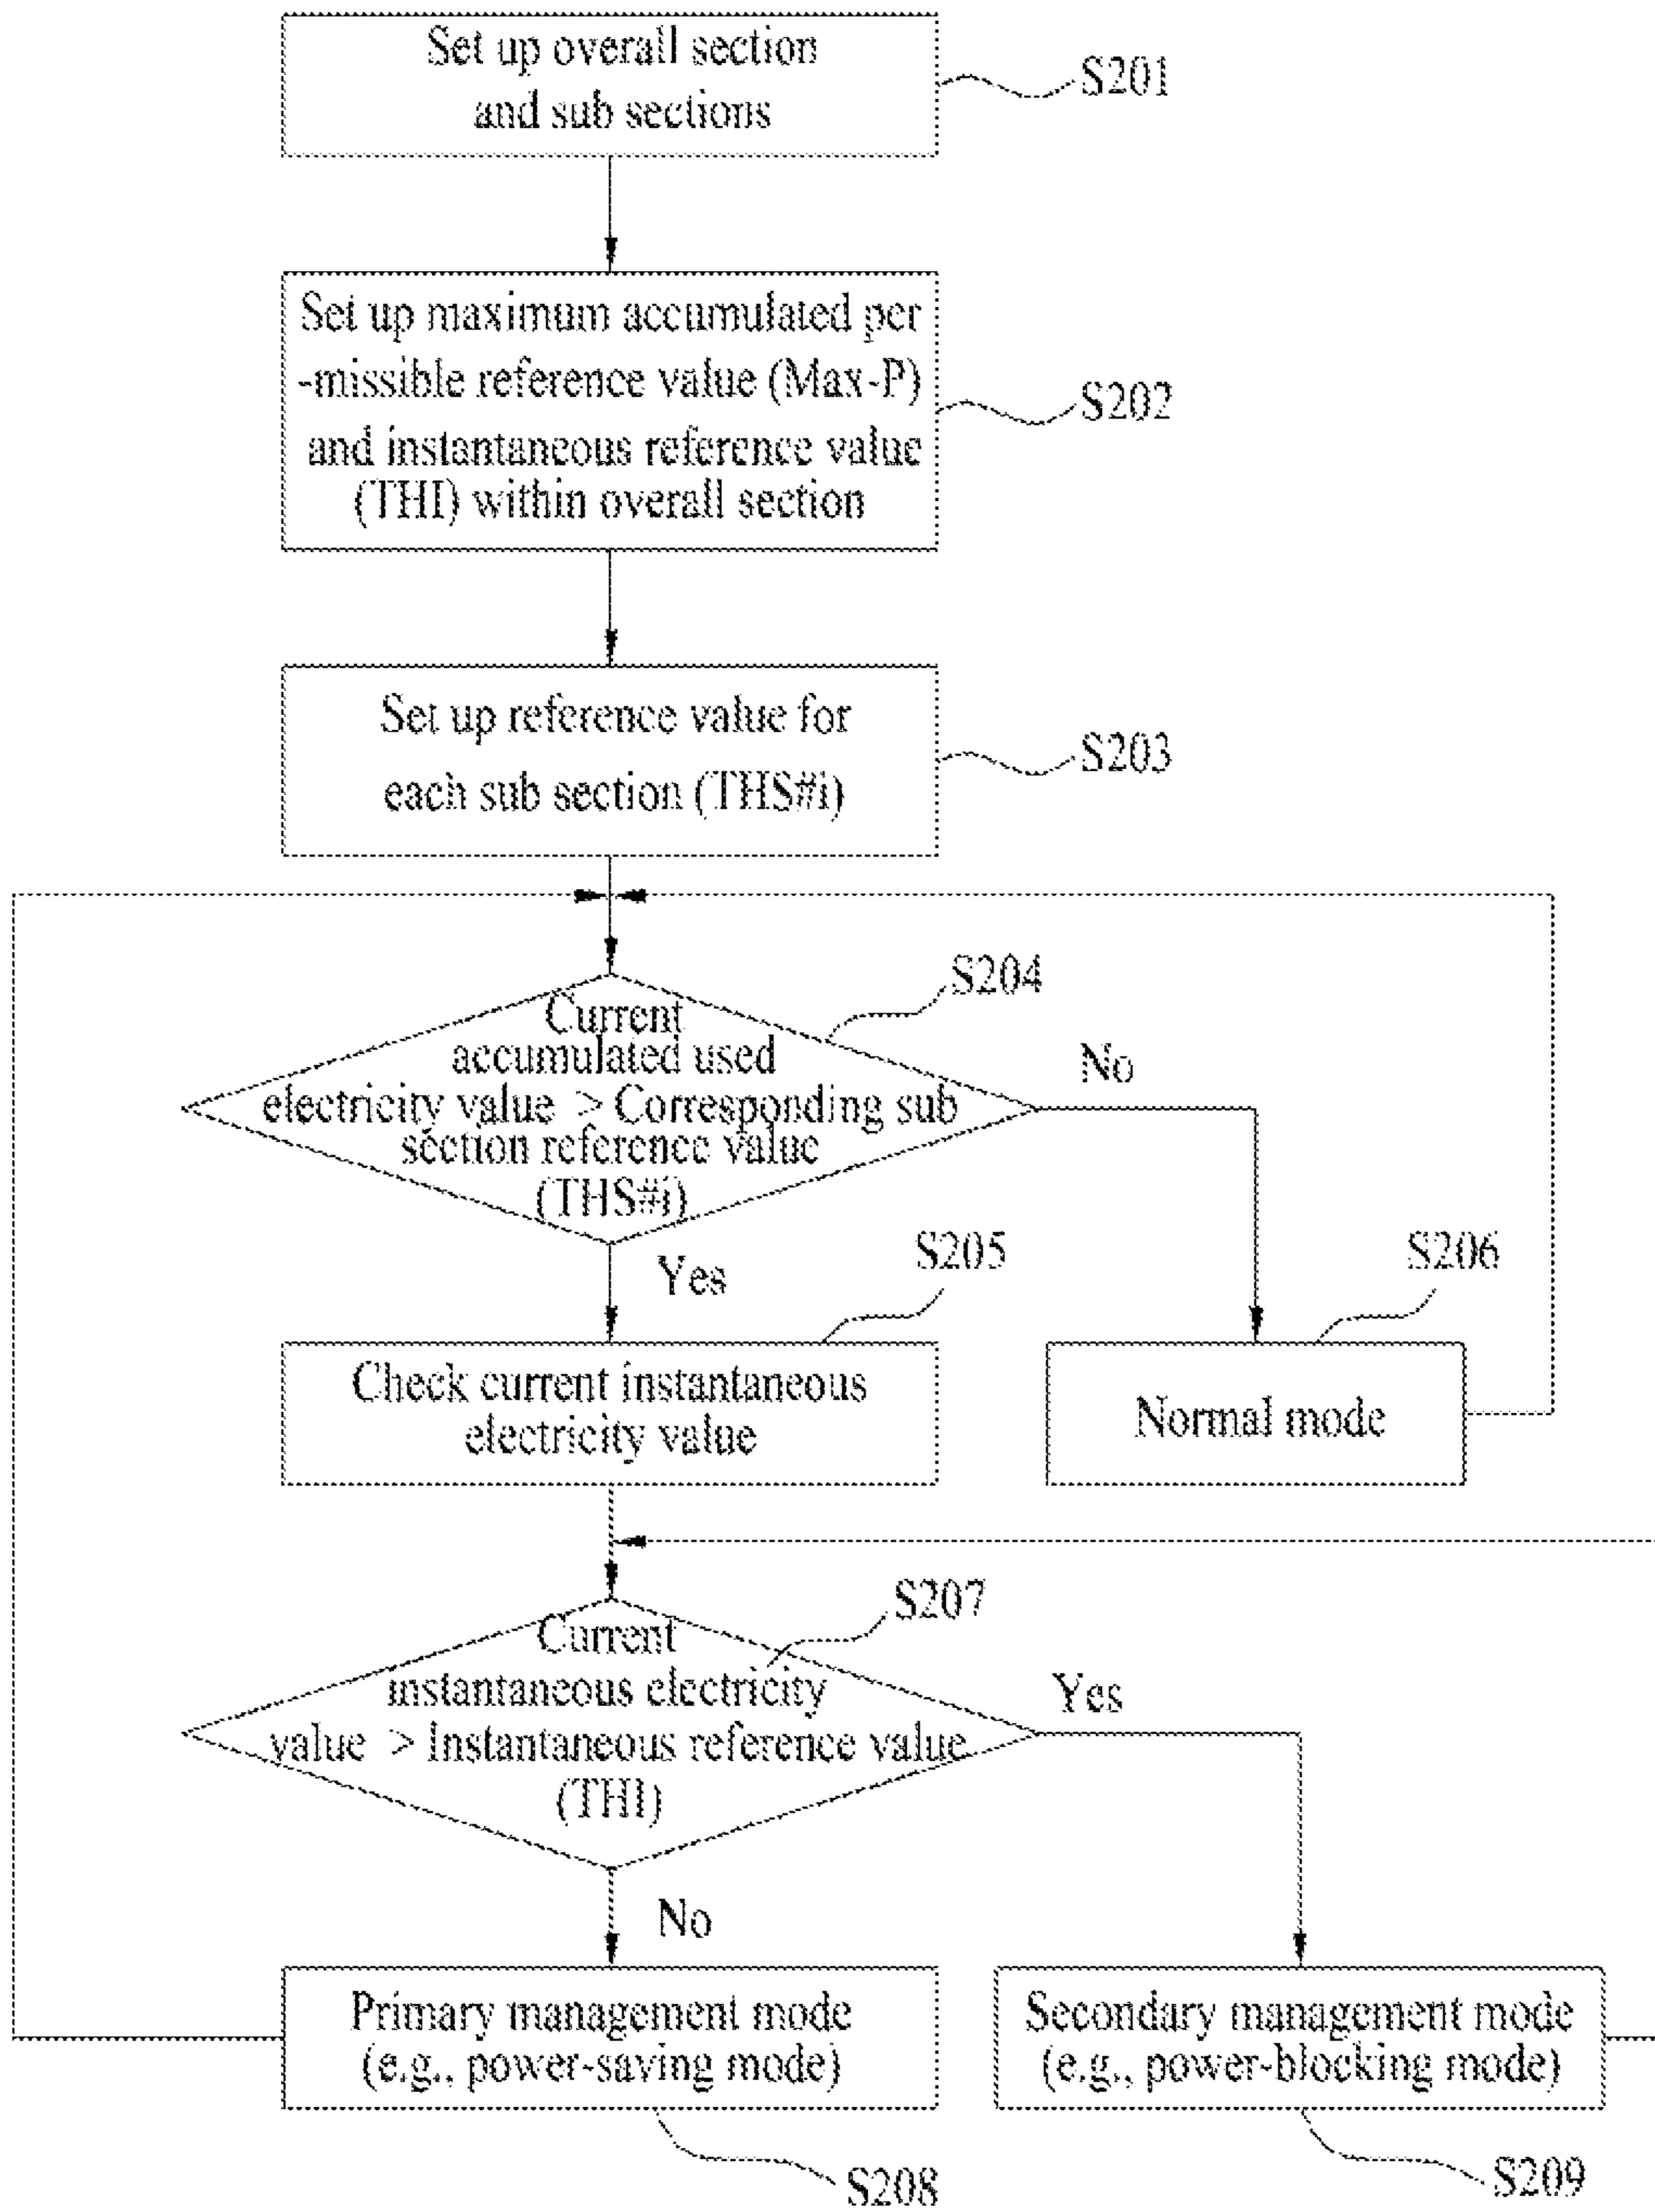 Set up overall section
and sub sections
S201
Set up maximum accumulated per
-missible reference value (Max-P)
and instantaneous reference value
(THI) within overall section
S202
Set up reference value for
each sub section (THS#i)
S203
S204
Current
accumulated used
electricity value > Corresponding sub
section reference value
(THS#i)
No
Yes
S205
S206
Check current instantaneous
electricity value
Normal mode
S207
Current
instantaneous electricity
value > Instantaneous reference value
(THI)
Yes
No
Primary management mode
(e.g., power-saving mode)
Secondary management mode
(e.g., power-blocking mode)
S208
S209